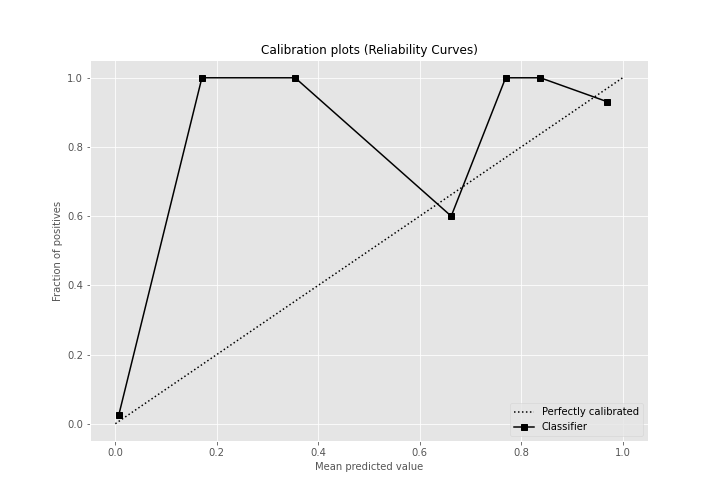 Calibration plots (Reliability Curves)
1.0
0.8
0.6
0.4
0.2
0.0
Fraction of positives
0.0 0.2 0.4 0.6 0.8 1.0
Mean predicted value
Perfectly calibrated
Classifier